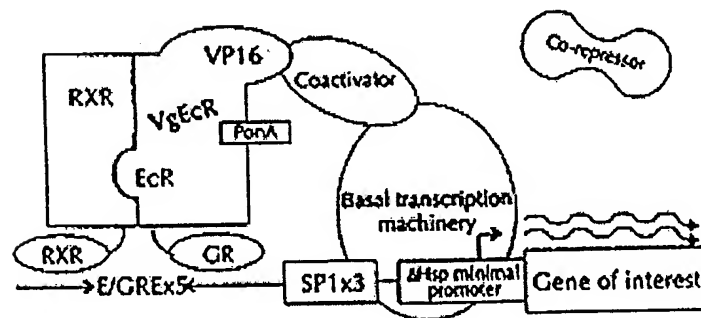 VP16
Co-repressor
RXR
VgEcR
Coactivator
PonA
EcR
Basal transcription
machinery
RXR
GR
E/GREx5
SP1x3
ΔHsp minimal
promoter
Gene of interest